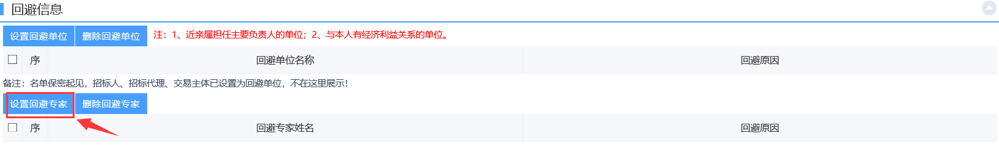 回避信息
设置回避单位 删除回避单位 注：1、近亲属担任主要负责人的单位；2、与本人有经济利益关系的单位。
序 回避单位名称 回避原因
备注：名单保密起见，招标人、招标代理、交易主体已设置为回避单位，不在这里展示！
设置回避专家 删除回避专家
序 回避专家姓名 回避原因